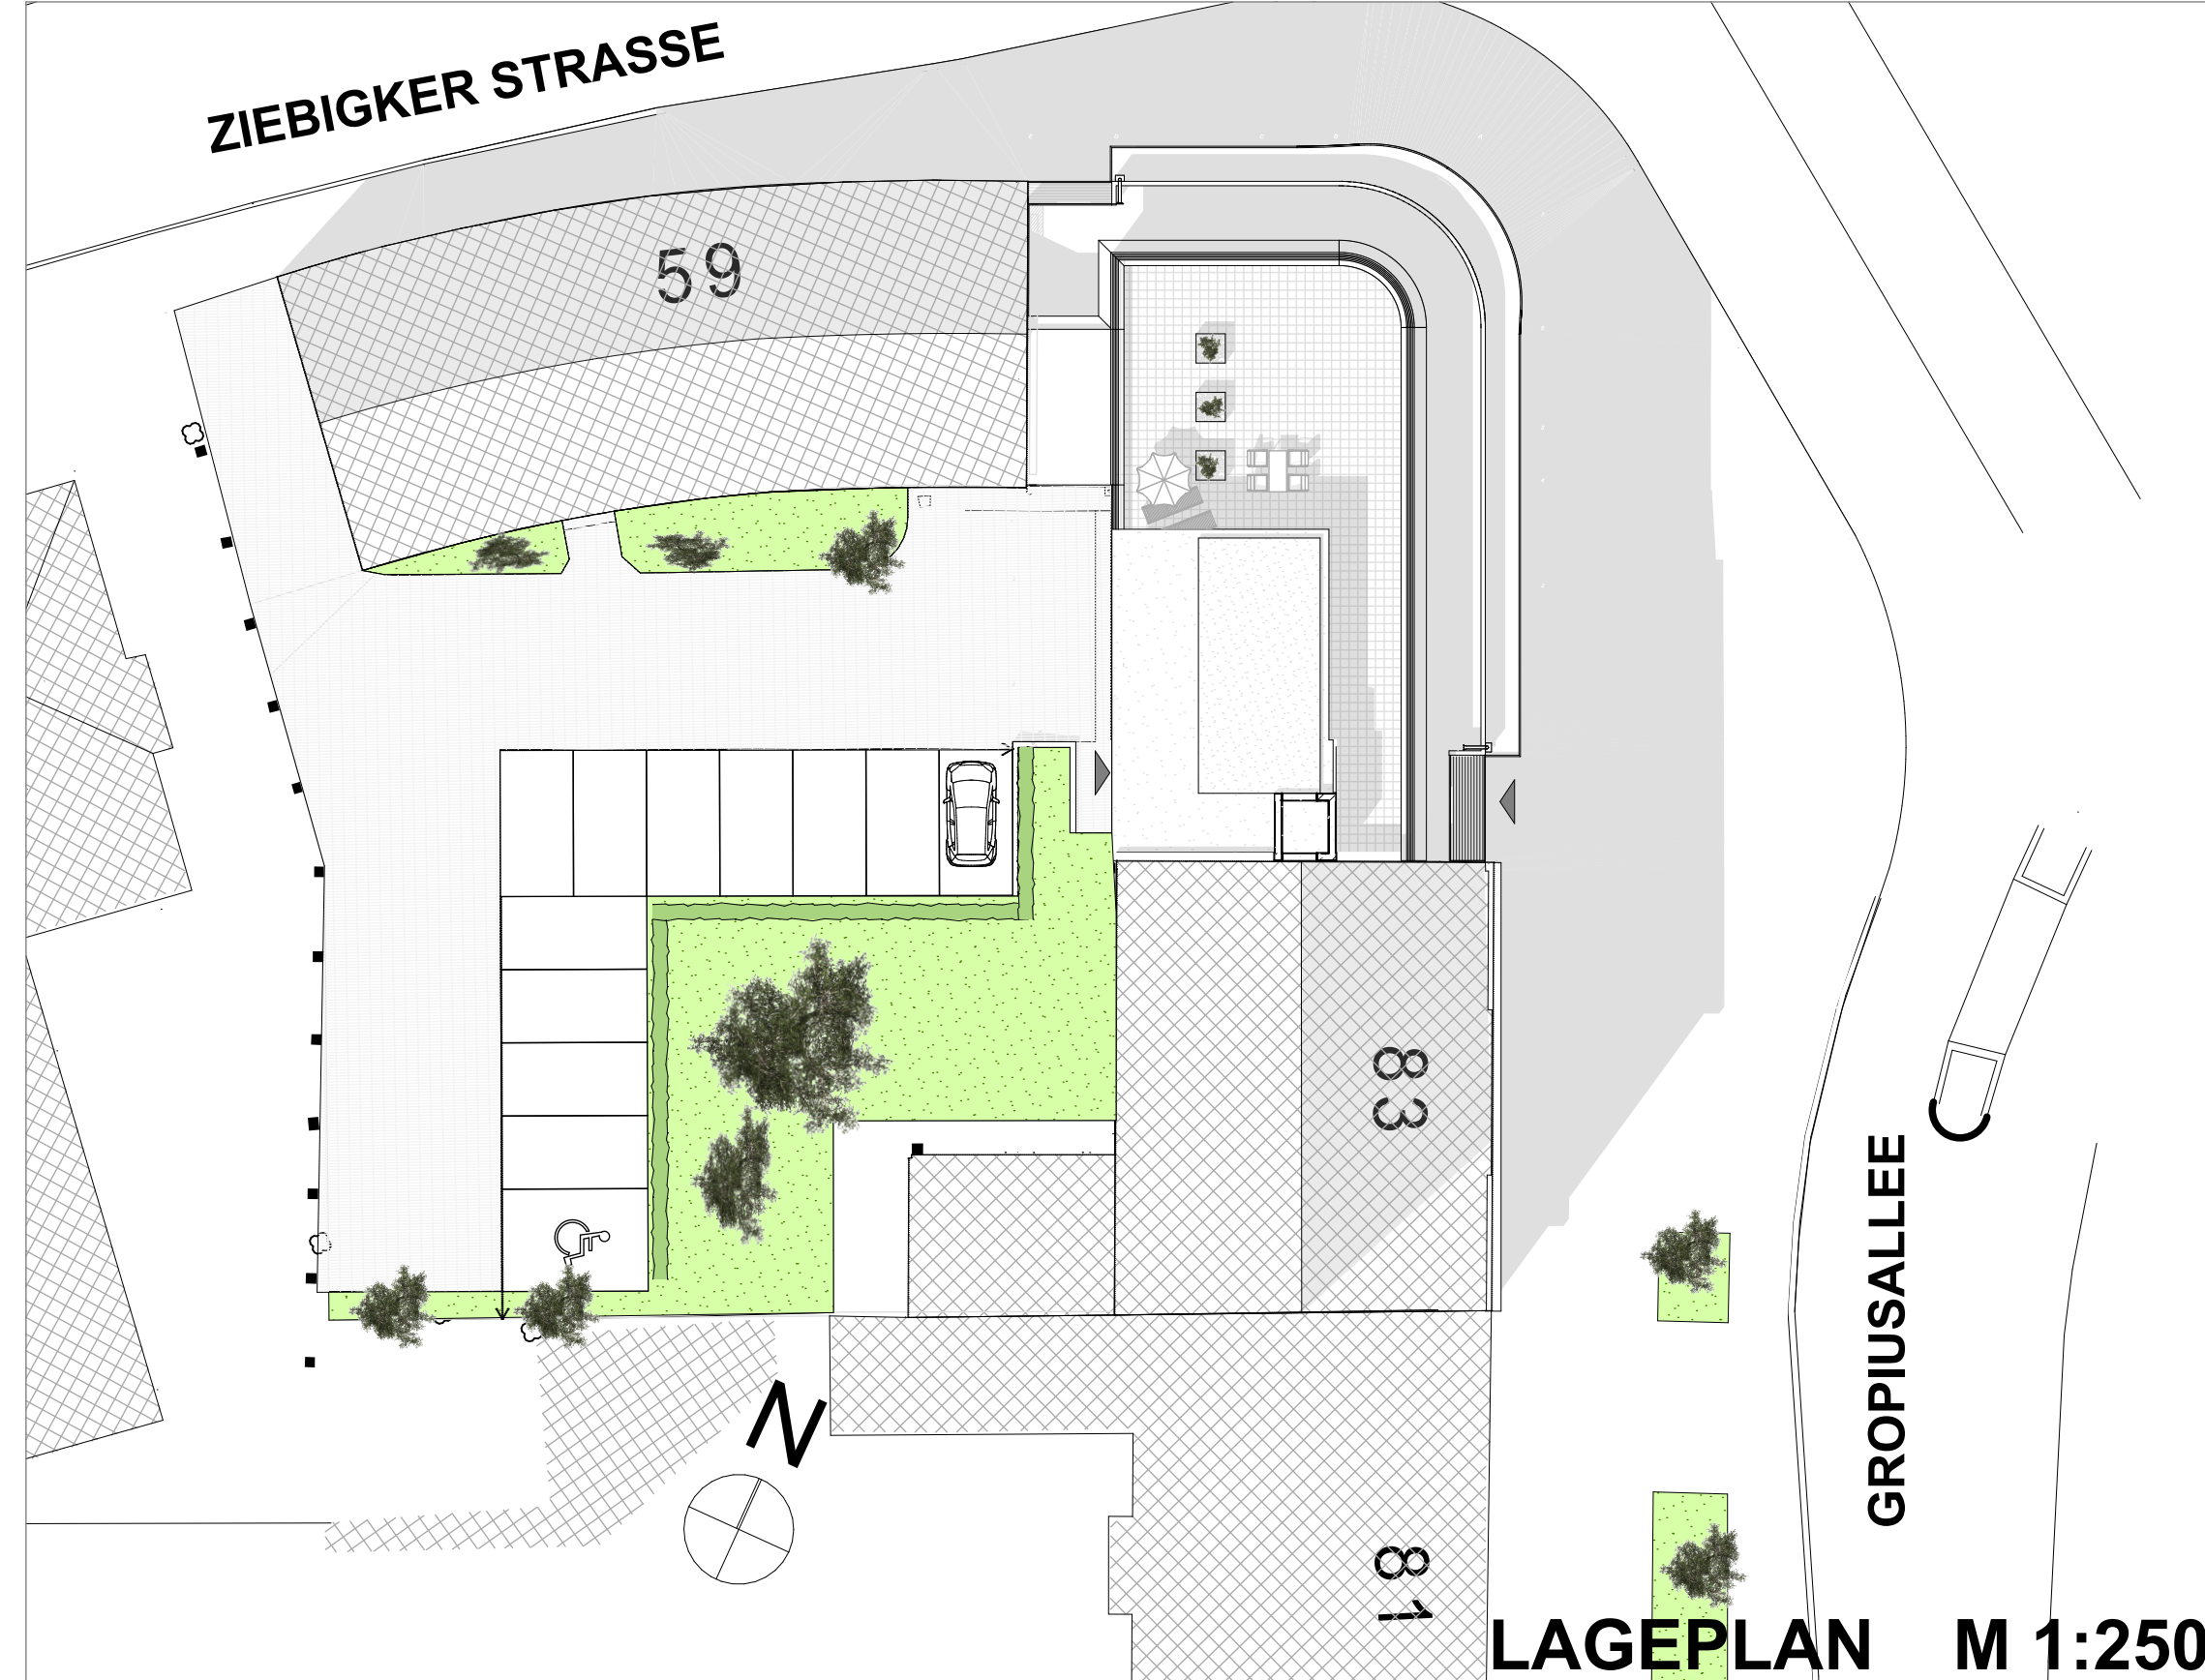 ZIEBIGKER STRASSE
59
83
GROPIUSALLEE
N
81
LAGEPLAN M 1:250